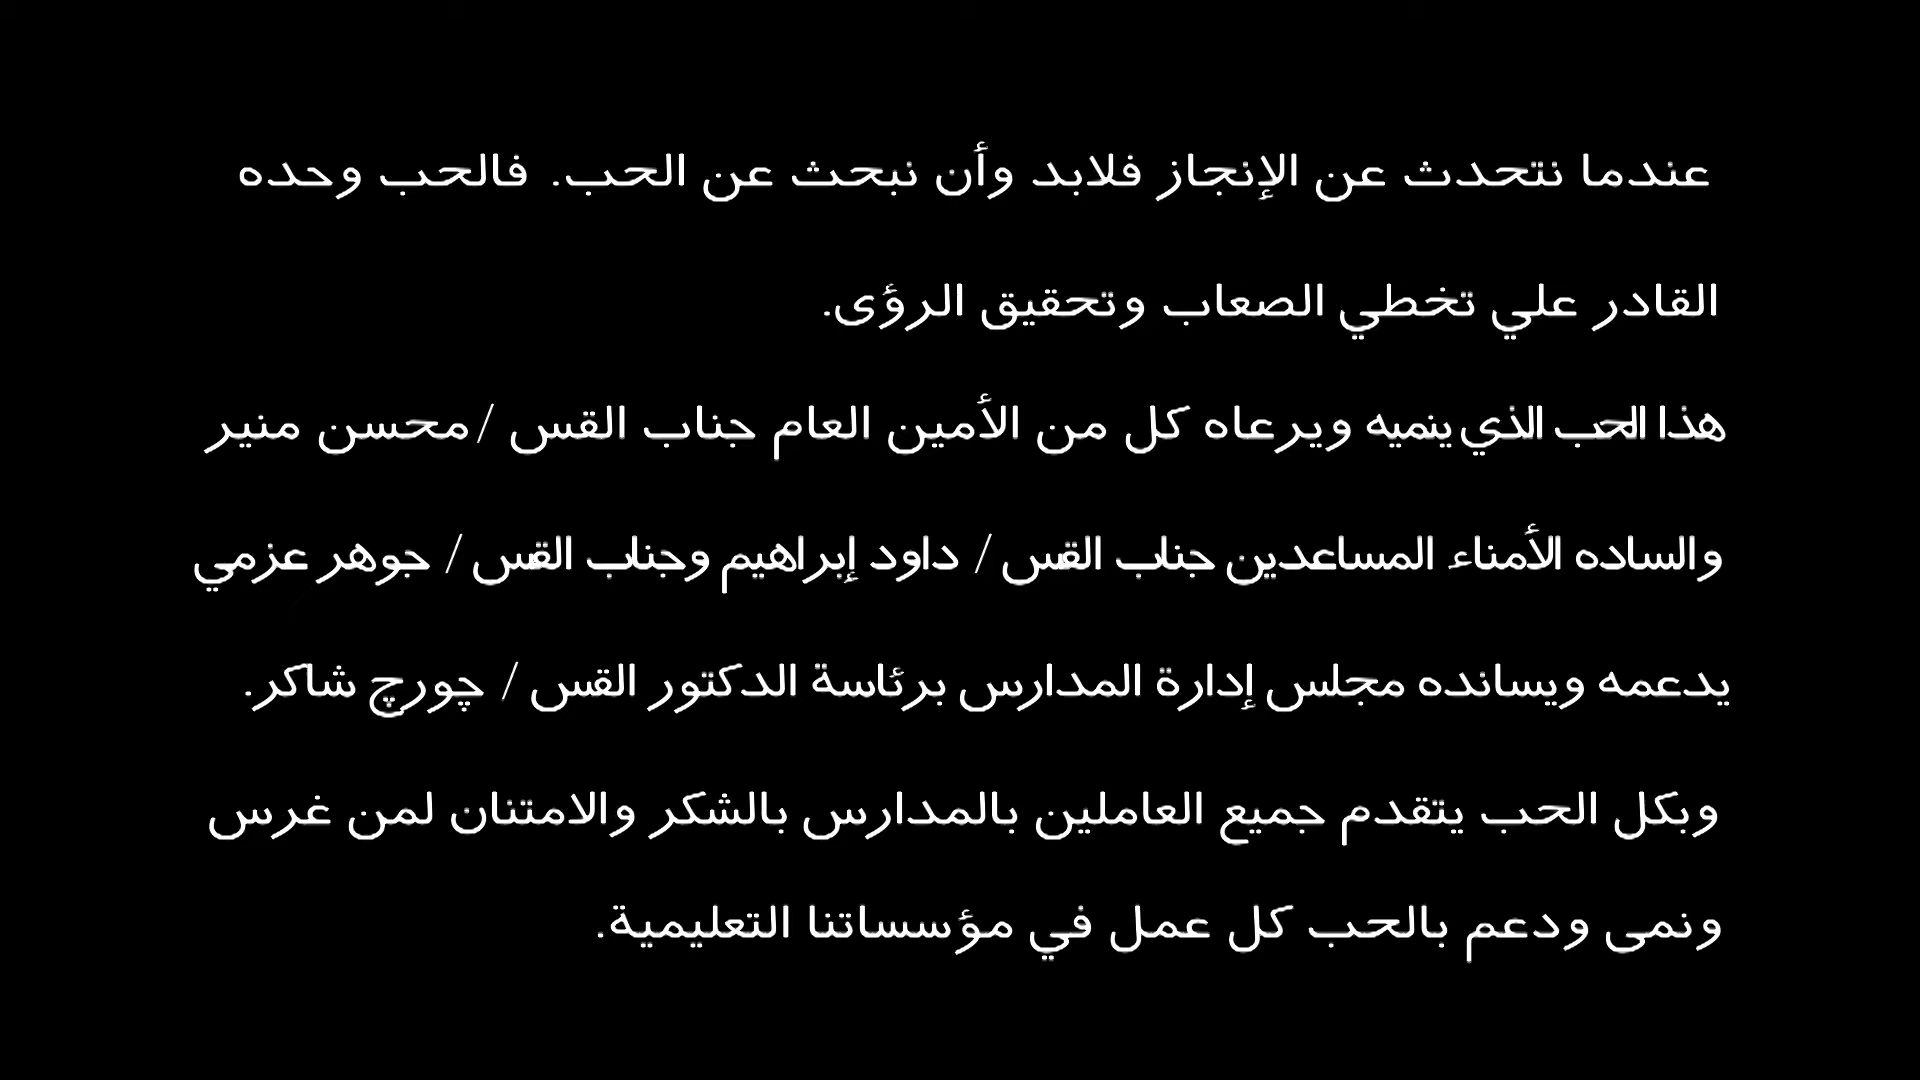 عندما نتحدث عن الإنجاز فلابد وأن نبحث عن الحب. فالحب وحده
القادر علي تخطي الصعاب وتحقيق الرؤى.
هذا الحب الذي ينميه ويرعاه كل من الأمين العام جناب القس /محسن منير
والساده الأمناء المساعدين جناب القس / داود إبراهيم وجناب القس / جوهر عزمي
يدعمه ويسانده مجلس إدارة المدارس برئاسة الدكتور القس / چورچ شاكر.
وبكل الحب يتقدم جميع العاملين بالمدارس بالشكر والامتنان لمن غرس
ونمى ودعم بالحب كل عمل في مؤسساتنا التعليمية.